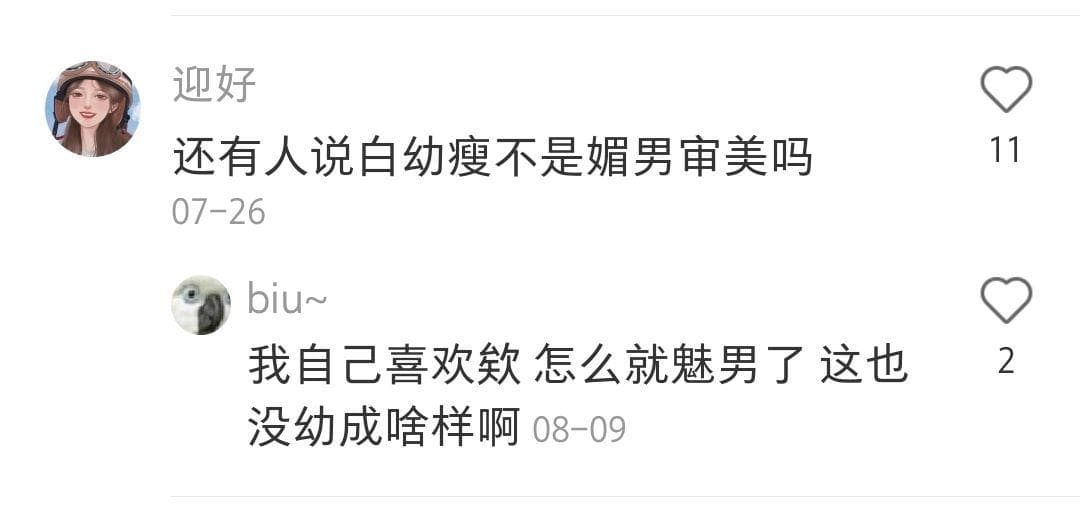 迎好
还有人说白幼瘦不是媚男审美吗
11
07-26
biu~
我自己喜欢欸 怎么就魅男了 这也
2
没幼成啥样啊 08-09